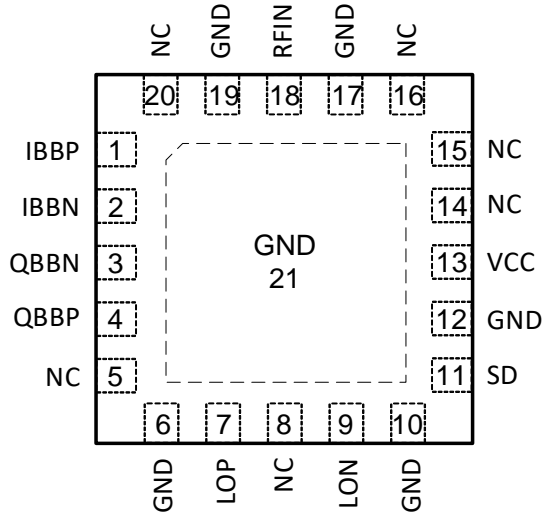 NC
GND
RFIN
GND
NC
20
19
18
17
16
IBBP 1
15 NC
IBBN 2
14 NC
GND
21
QBBN 3
13 VCC
QBBP 4
12 GND
NC 5
11 SD
6
7
8
9
10
GND
LOP
NC
LON
GND